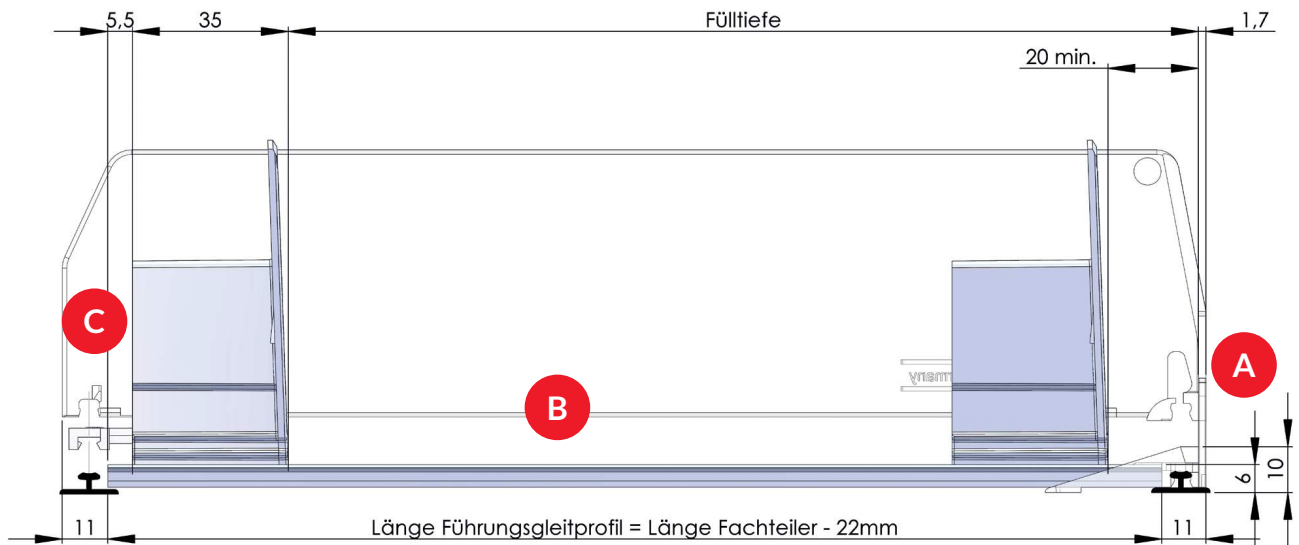 5,5 35 Fülltiefe 1,7
20 min.
C
A
B
6
10
11 Länge Führungsgleitprofil = Länge Fachteiler - 22mm 11